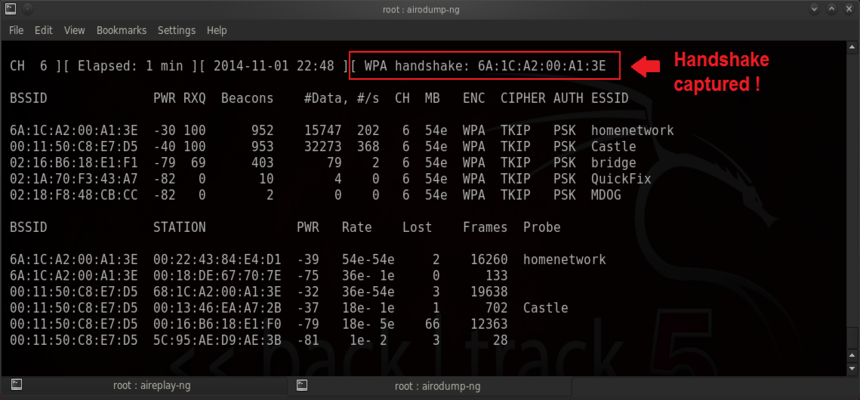 root : airodump-ng
File Edit View Bookmarks Settings Help
CH 6 ][ Elapsed: 1 min ][ 2014-11-01 22:48 ][ WPA handshake: 6A:1C:A2:00:A1:3E
Handshake
captured !
BSSID PWR RXQ Beacons #Data, #/s CH MB ENC CIPHER AUTH ESSID
6A:1C:A2:00:A1:3E -30 100 952 15747 202 6 54e WPA TKIP PSK homenetwork
00:11:50:C8:E7:D5 -40 100 953 32273 368 6 54e WPA TKIP PSK Castle
02:16:B6:18:E1:F1 -79 69 403 79 2 6 54e WPA TKIP PSK bridge
02:1A:70:F3:43:A7 -82 0 10 4 0 6 54e WPA TKIP PSK QuickFix
02:18:F8:48:CB:CC -82 0 2 0 0 6 54e WPA TKIP PSK MDOG
BSSID STATION PWR Rate Lost Frames Probe
6A:1C:A2:00:A1:3E 00:22:43:84:E4:D1 -39 54e-54e 2 16260 homenetwork
6A:1C:A2:00:A1:3E 00:18:DE:67:70:7E -75 36e- 1e 0 133
00:11:50:C8:E7:D5 68:1C:A2:00:A1:3E -32 36e-54e 3 19638
00:11:50:C8:E7:D5 00:13:46:EA:A7:2B -37 18e- 1e 1 702 Castle
00:11:50:C8:E7:D5 00:16:B6:18:E1:F0 -79 18e- 5e 66 12363
00:11:50:C8:E7:D5 5C:95:AE:D9:AE:3B -81 1e- 2 3 28
<< back | track 5
root : aireplay-ng
root : airodump-ng